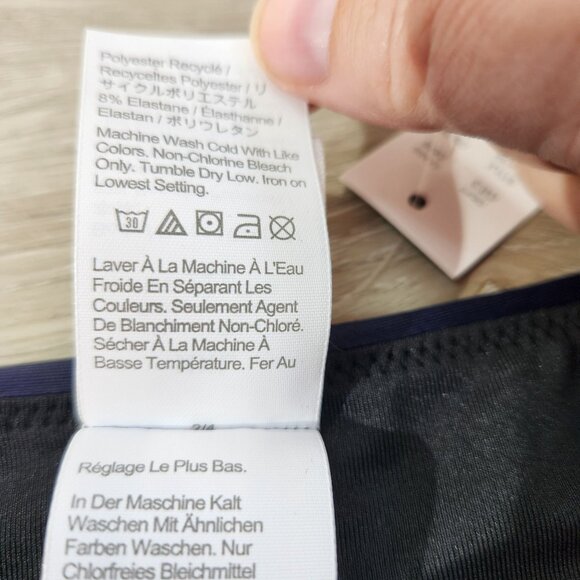 Polyester Recyclé /
Recyceltes Polyester / リ
サイクルポリエステル
8% Elastane / Élasthanne /
Elastan / ポリウレタン
Machine Wash Cold With Like
Colors. Non-Chlorine Bleach
Only. Tumble Dry Low. Iron on
Lowest Setting.
30
Laver À La Machine À L'Eau
Froide En Séparant Les
Couleurs. Seulement Agent
De Blanchiment Non-Chloré.
Sécher À La Machine À
Basse Température. Fer Au
Réglage Le Plus Bas.
In Der Maschine Kalt
Waschen Mit Ähnlichen
Farben Waschen. Nur
Chlorfreies Bleichmittel